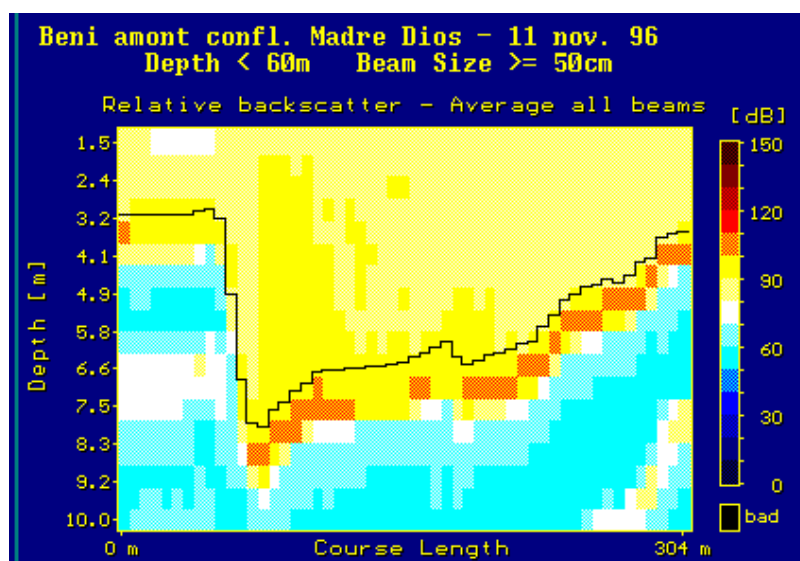 Beni amont confl. Madre Dios - 11 nov. 96
Depth < 60m Beam Size >= 50cm
Relative backscatter - Average all beams
[dB]
1.5
2.4
3.2
4.1
4.9
5.8
6.6
7.5
8.3
9.2
10.0
Depth [m]
0 m Course Length 304 m
150
120
90
60
30
0
bad